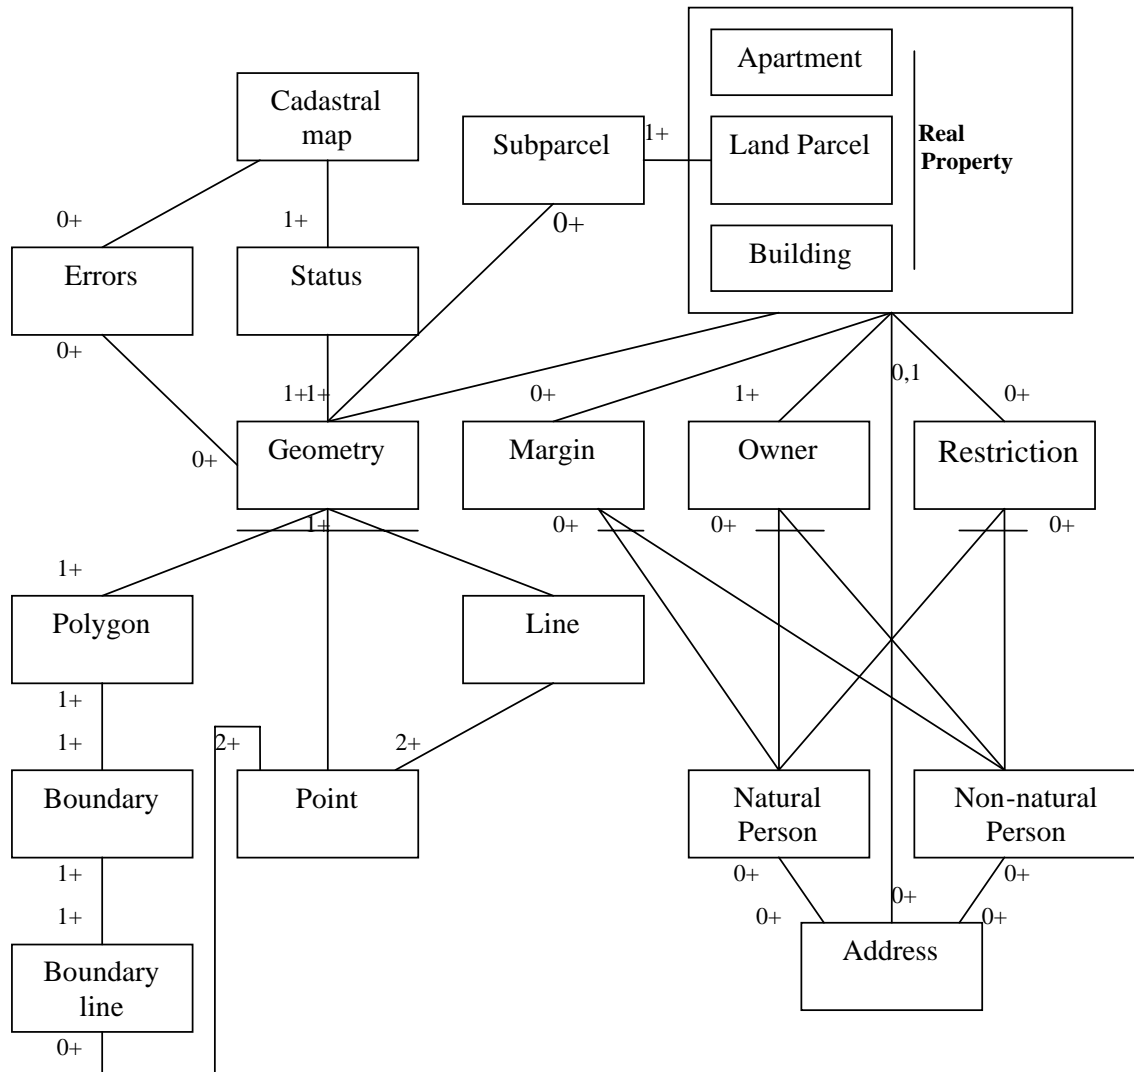 Apartment
Cadastral
map
Subparcel
1+
Land Parcel
Real
Property
0+
1+
0+
Errors
Status
Building
0+
1+1+
0+
1+
0,1
0+
0+
Geometry
Margin
Owner
Restriction
1+
0+
0+
0+
1+
Polygon
Line
1+
1+
2+
2+
Boundary
Point
Natural
Person
Non-natural
Person
1+
0+
0+
1+
0+
0+
0+
Address
Boundary
line
0+